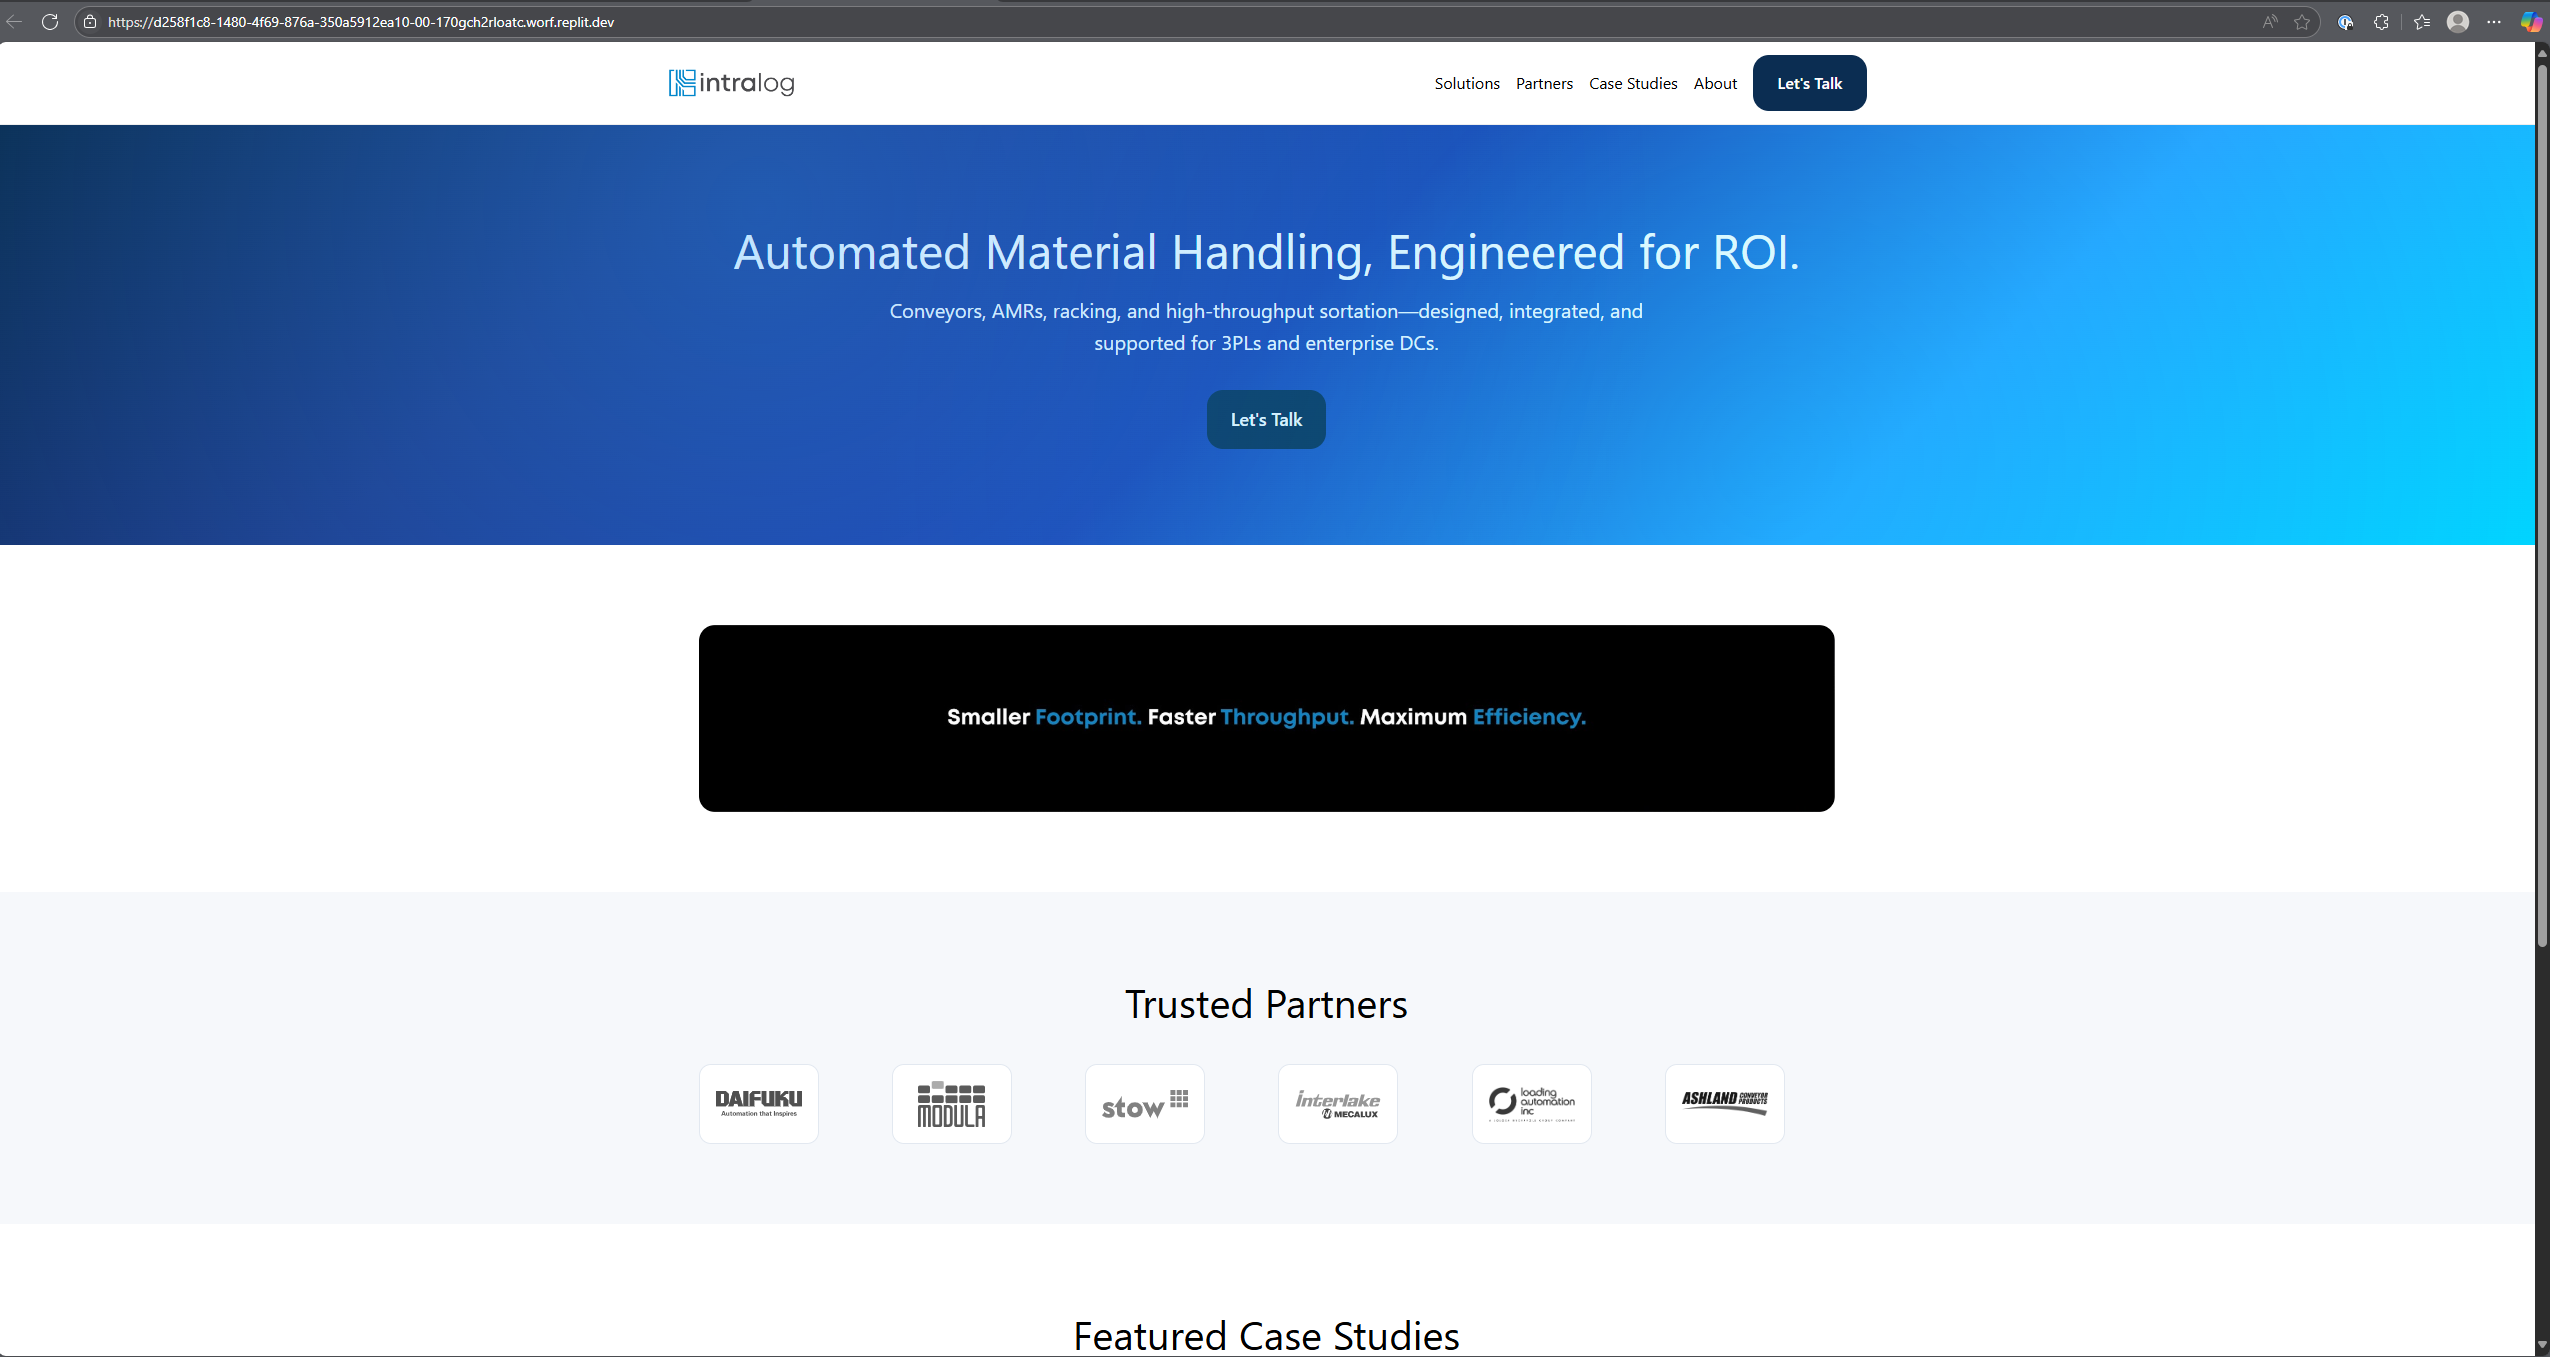 https://d258f1c8-1480-4f69-876a-350a5912ea10-00-170gch2rloatc.worf.replit.dev
intralog
Solutions
Partners
Case Studies
About
Let's Talk
Automated Material Handling, Engineered for ROI.
Conveyors, AMRs, racking, and high-throughput sortation—designed, integrated, and
supported for 3PLs and enterprise DCs.
Let's Talk
Smaller Footprint. Faster Throughput. Maximum Efficiency.
Trusted Partners
DAIFUKU
Automation that Inspires
MODULA
stow
interlake
MECALUX
loading
automation
inc
ASHLAND CONVEYOR
PRODUCTS
Featured Case Studies